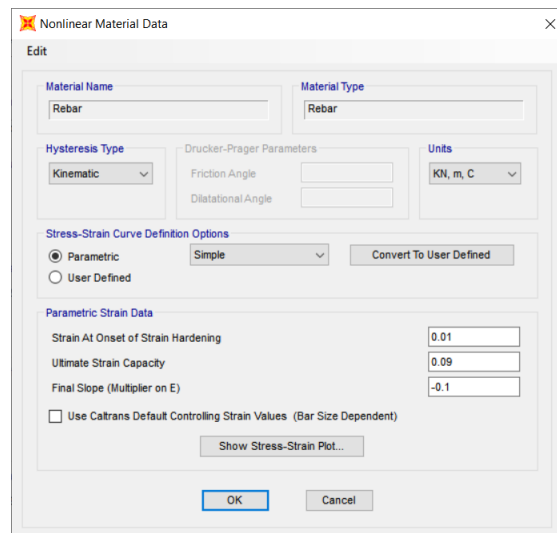 Nonlinear Material Data
Edit
Material Name
Material Type
Rebar
Rebar
Hysteresis Type
Drucker-Prager Parameters
Units
Kinematic
Friction Angle
KN, m, C
Dilatational Angle
Stress-Strain Curve Definition Options
Parametric
Simple
Convert To User Defined
User Defined
Parametric Strain Data
Strain At Onset of Strain Hardening
0.01
Ultimate Strain Capacity
0.09
Final Slope (Multiplier on E)
-0.1
Use Caltrans Default Controlling Strain Values (Bar Size Dependent)
Show Stress-Strain Plot...
OK
Cancel